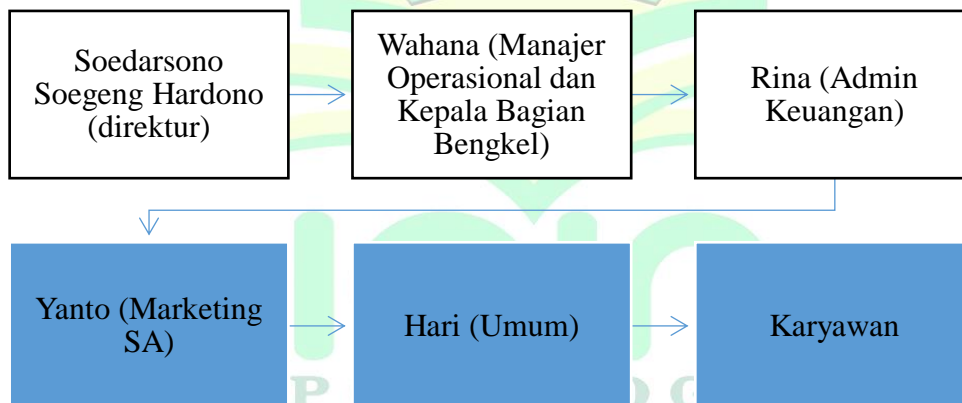 Soedarsono
Soegeng Hardono
(direktur)
Wahana (Manajer
Operasional dan
Kepala Bagian
Bengkel)
Rina (Admin
Keuangan)
Yanto (Marketing
SA)
Hari (Umum)
Karyawan